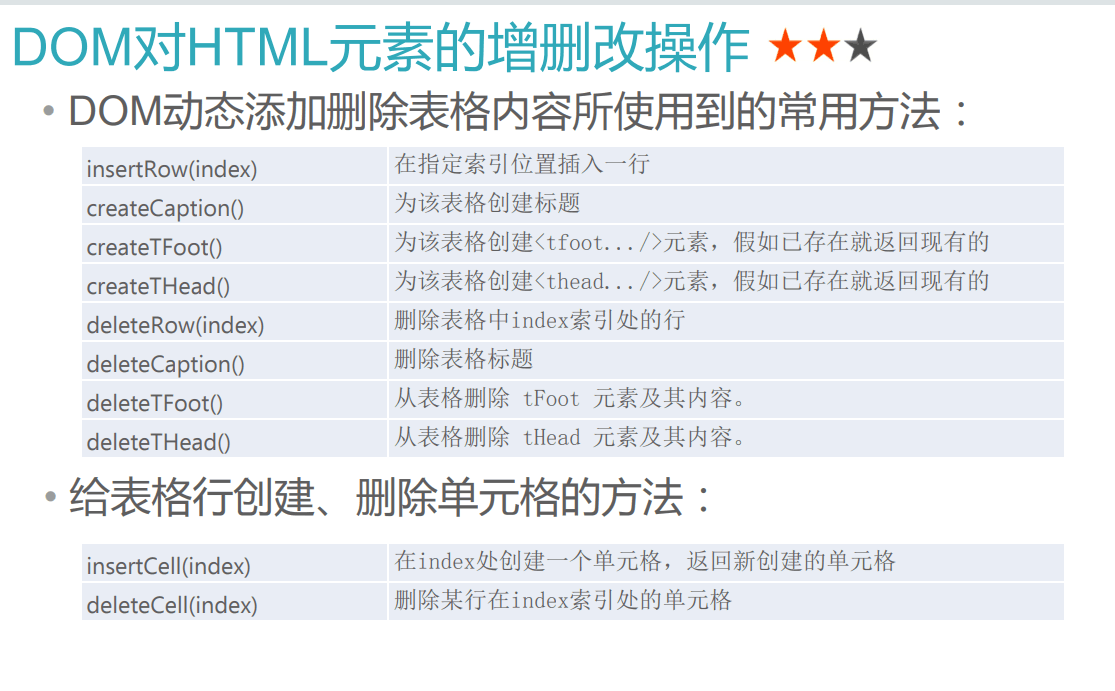 DOM对HTML元素的增删改操作
• DOM动态添加删除表格内容所使用到的常用方法：
insertRow(index) 在指定索引位置插入一行
createCaption() 为该表格创建标题
createTFoot() 为该表格创建<tfoot.../>元素，假如已存在就返回现有的
createTHead() 为该表格创建<thead.../>元素，假如已存在就返回现有的
deleteRow(index) 删除表格中index索引处的行
deleteCaption() 删除表格标题
deleteTFoot() 从表格删除 tFoot 元素及其内容。
deleteTHead() 从表格删除 tHead 元素及其内容。
• 给表格行创建、删除单元格的方法：
insertCell(index) 在index处创建一个单元格，返回新创建的单元格
deleteCell(index) 删除某行在index索引处的单元格